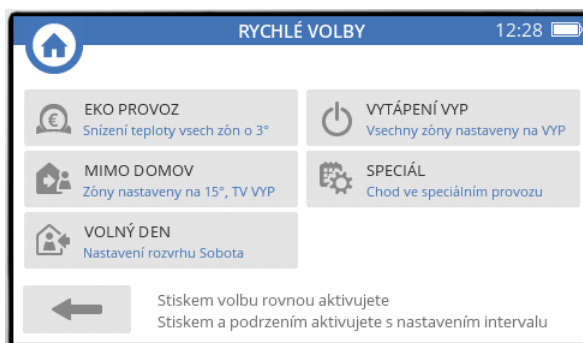 RYCHLÉ VOLBY 12:28
EKO PROVOZ
Snízení teploty vsech zón o 3°
VYTÁPENÍ VYP
Vsechny zóny nastaveny na VYP
MIMO DOMOV
Zóny nastaveny na 15°, TV VYP
SPECIÁL
Chod ve speciálním provozu
VOLNÝ DEN
Nastavení rozvrhu Sobota
Stiskem volbu rovnou aktivujete
Stiskem a podrzením aktivujete s nastavením intervalu